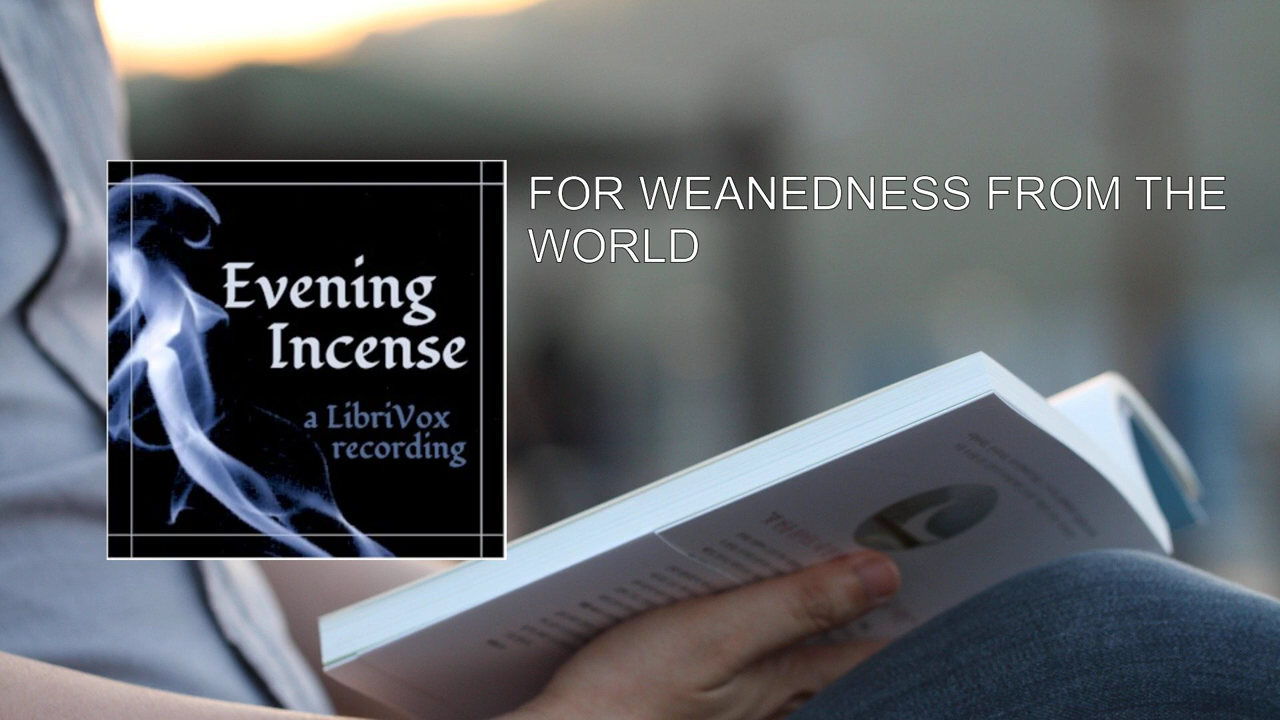 Evening
Incense
a LibriVox
recording
FOR WEANEDNESS FROM THE
WORLD